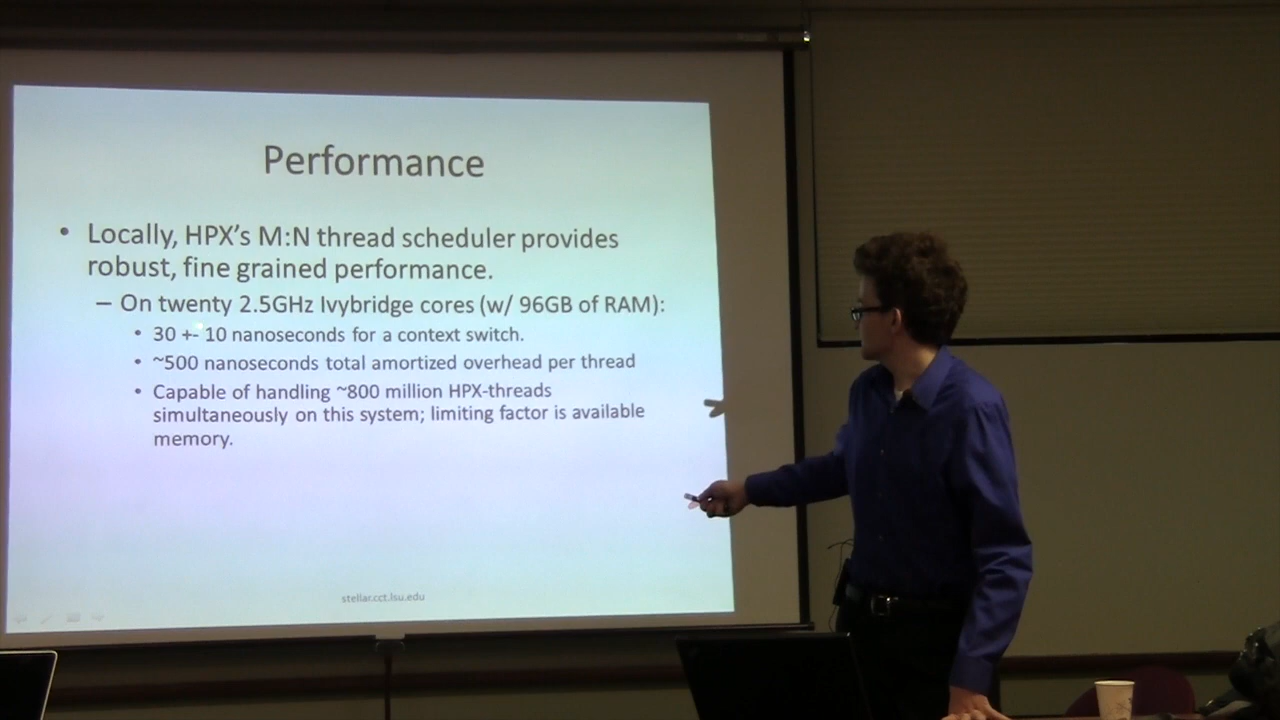 Performance
• Locally, HPX's M:N thread scheduler provides
robust, fine grained performance.
– On twenty 2.5GHz Ivybridge cores (w/ 96GB of RAM):
• 30 +- 10 nanoseconds for a context switch.
• ~500 nanoseconds total amortized overhead per thread
• Capable of handling ~800 million HPX-threads
simultaneously on this system; limiting factor is available
memory.
stellar.cct.lsu.edu